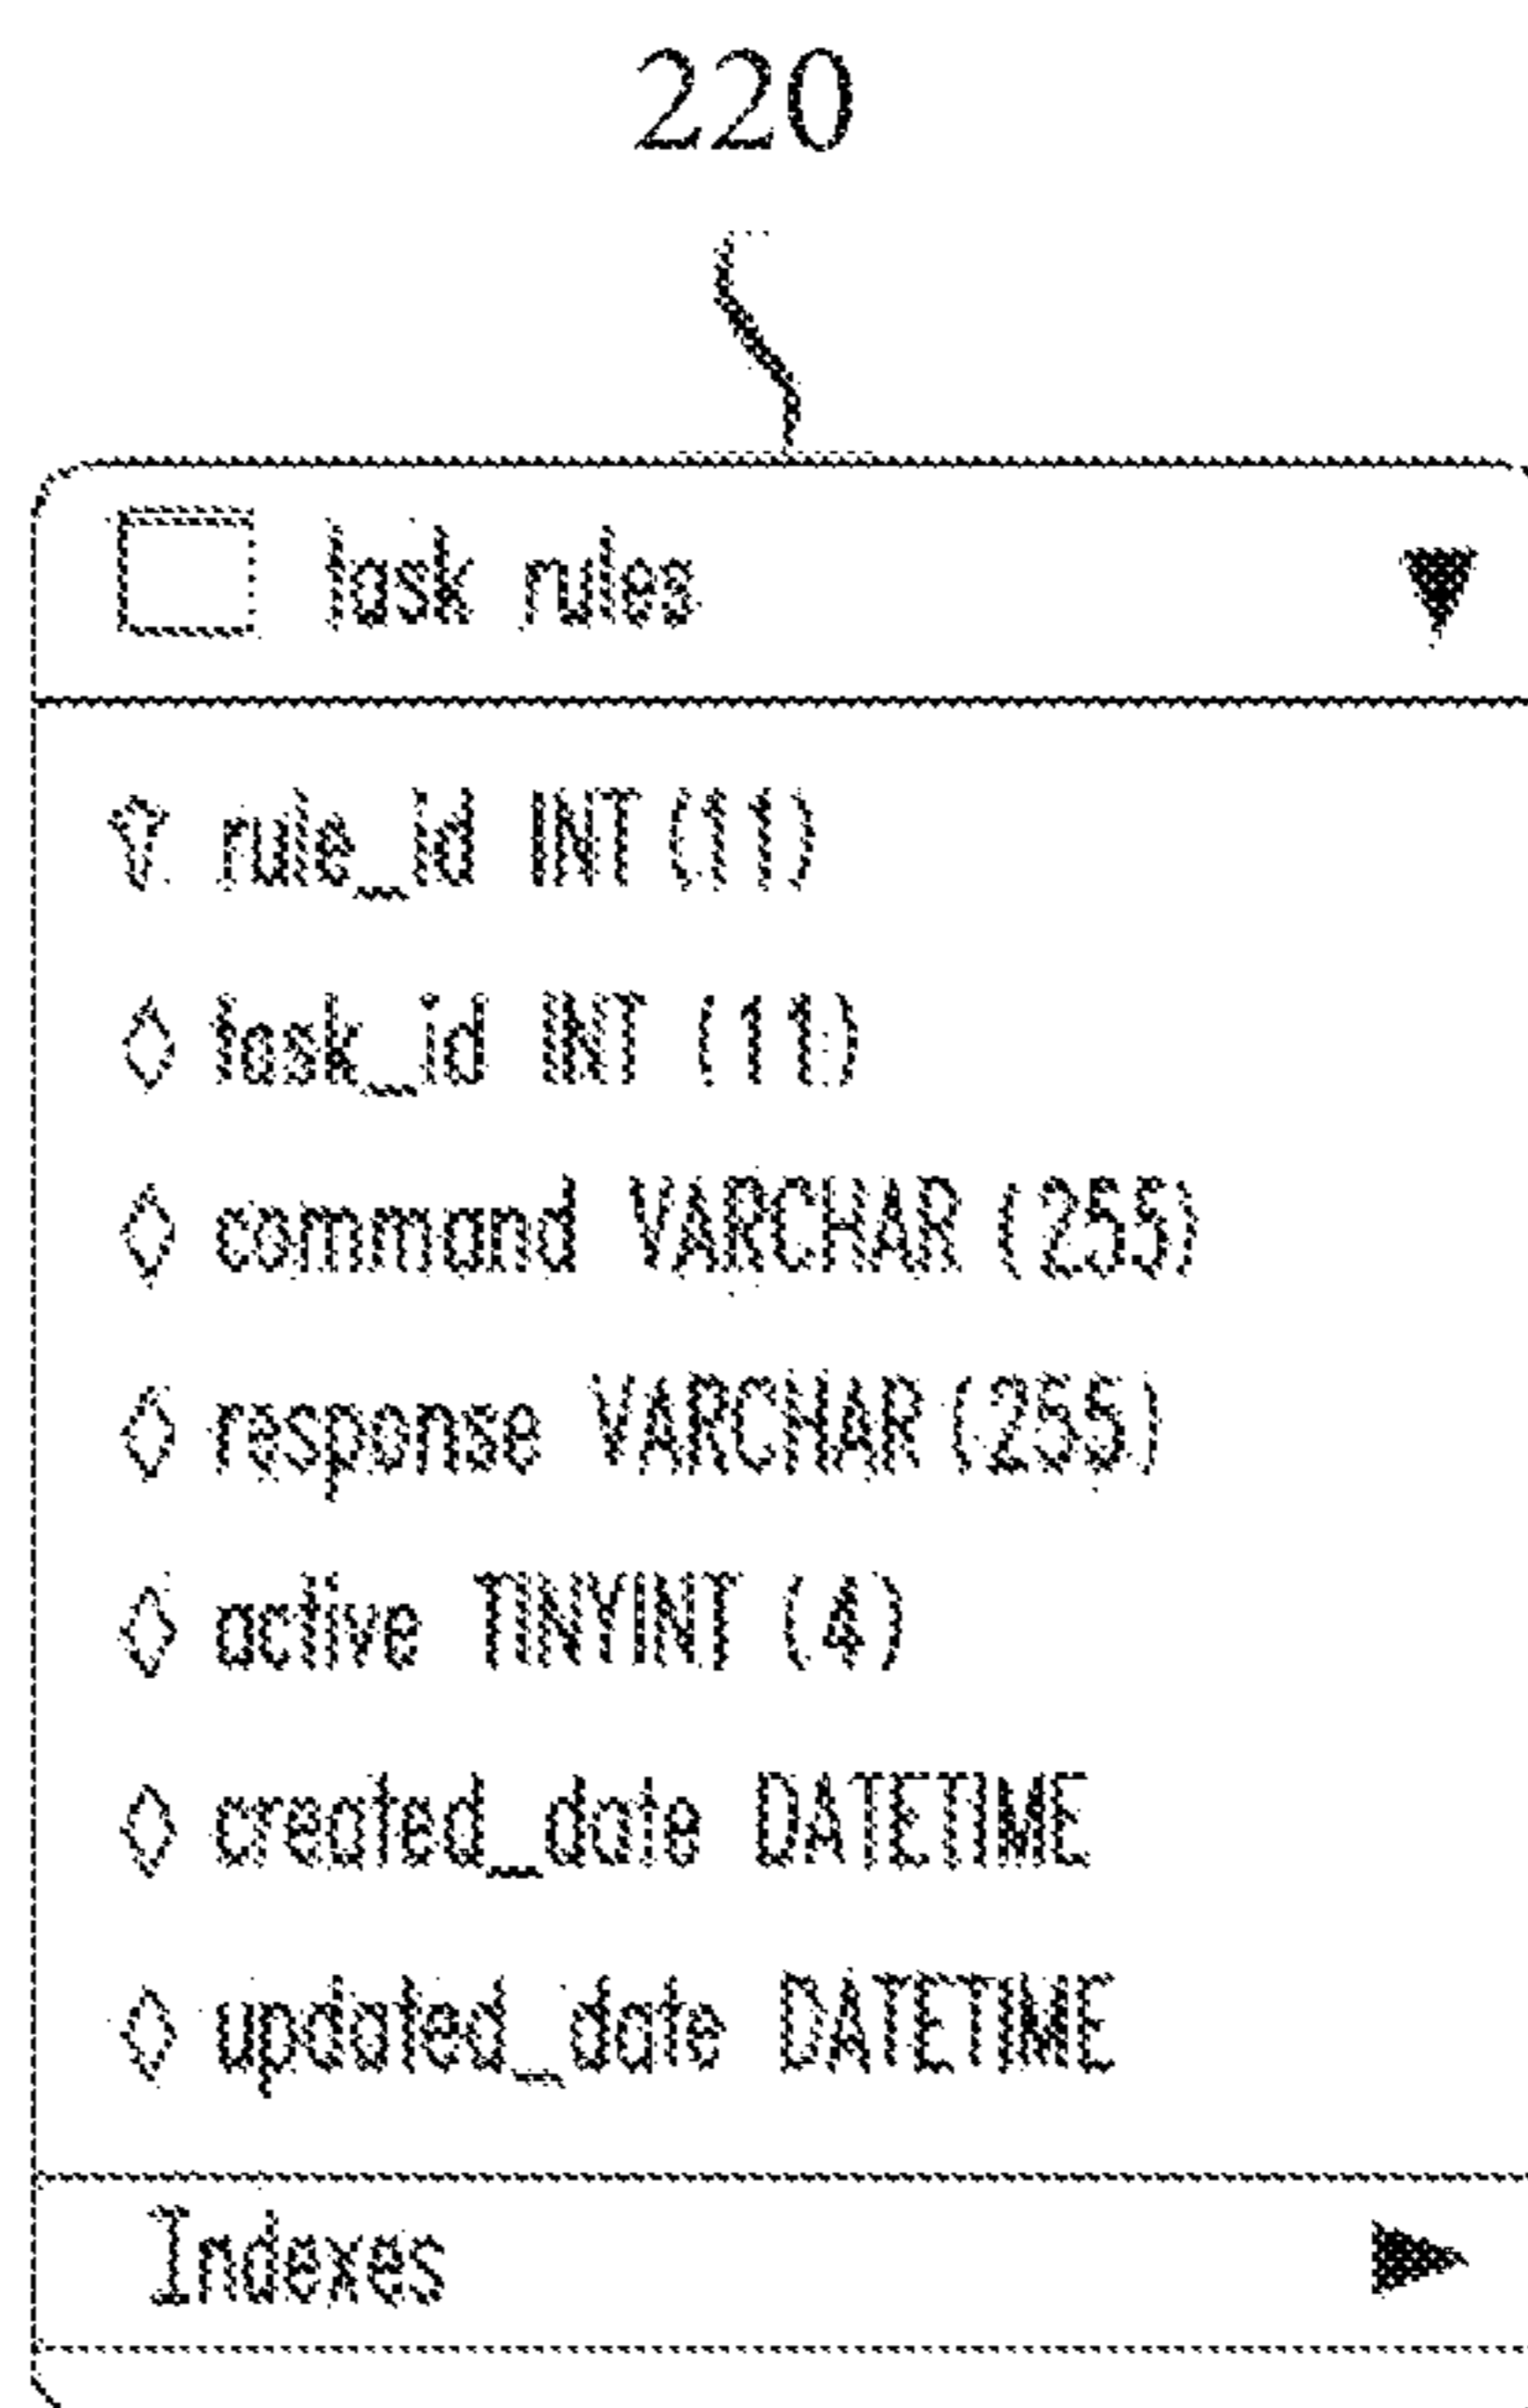 220
task rules
rule_id INT (11)
task_id INT (11)
command VARCHAR (255)
response VARCHAR (255)
active TINYINT (4)
created_date DATETIME
updated_date DATETIME
Indexes